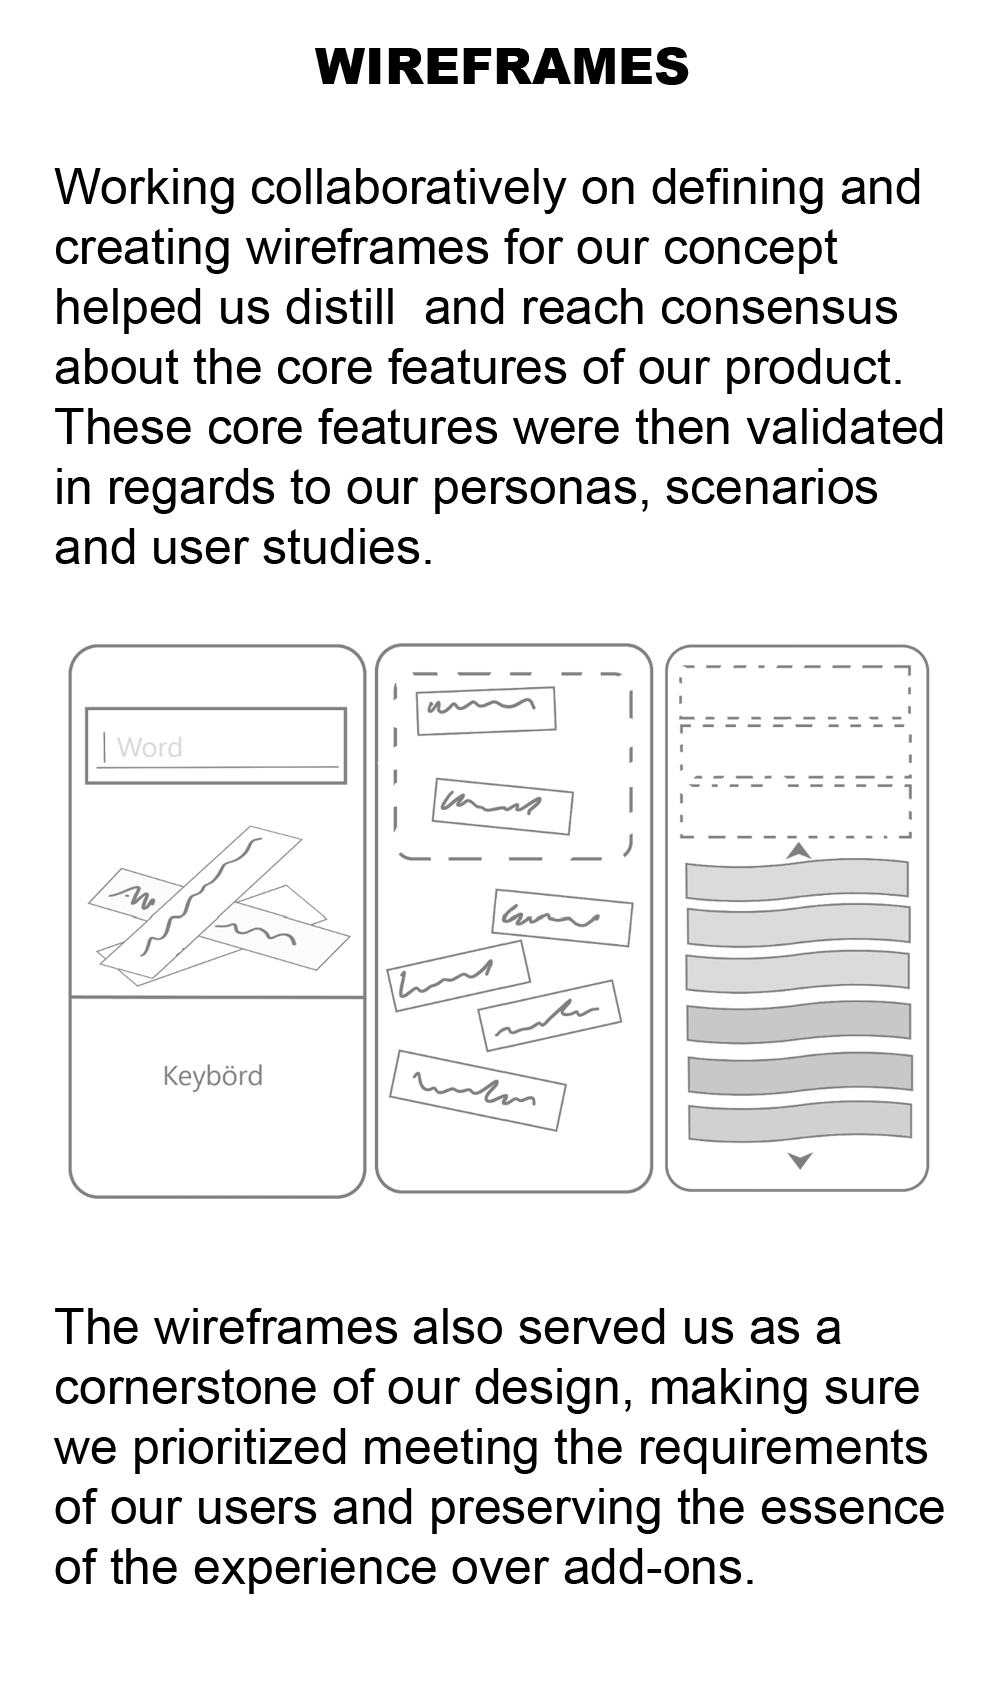 WIREFRAMES
Working collaboratively on defining and
creating wireframes for our concept
helped us distill  and reach consensus
about the core features of our product.
These core features were then validated
in regards to our personas, scenarios
and user studies.
Word
Keybörd
The wireframes also served us as a
cornerstone of our design, making sure
we prioritized meeting the requirements
of our users and preserving the essence
of the experience over add-ons.